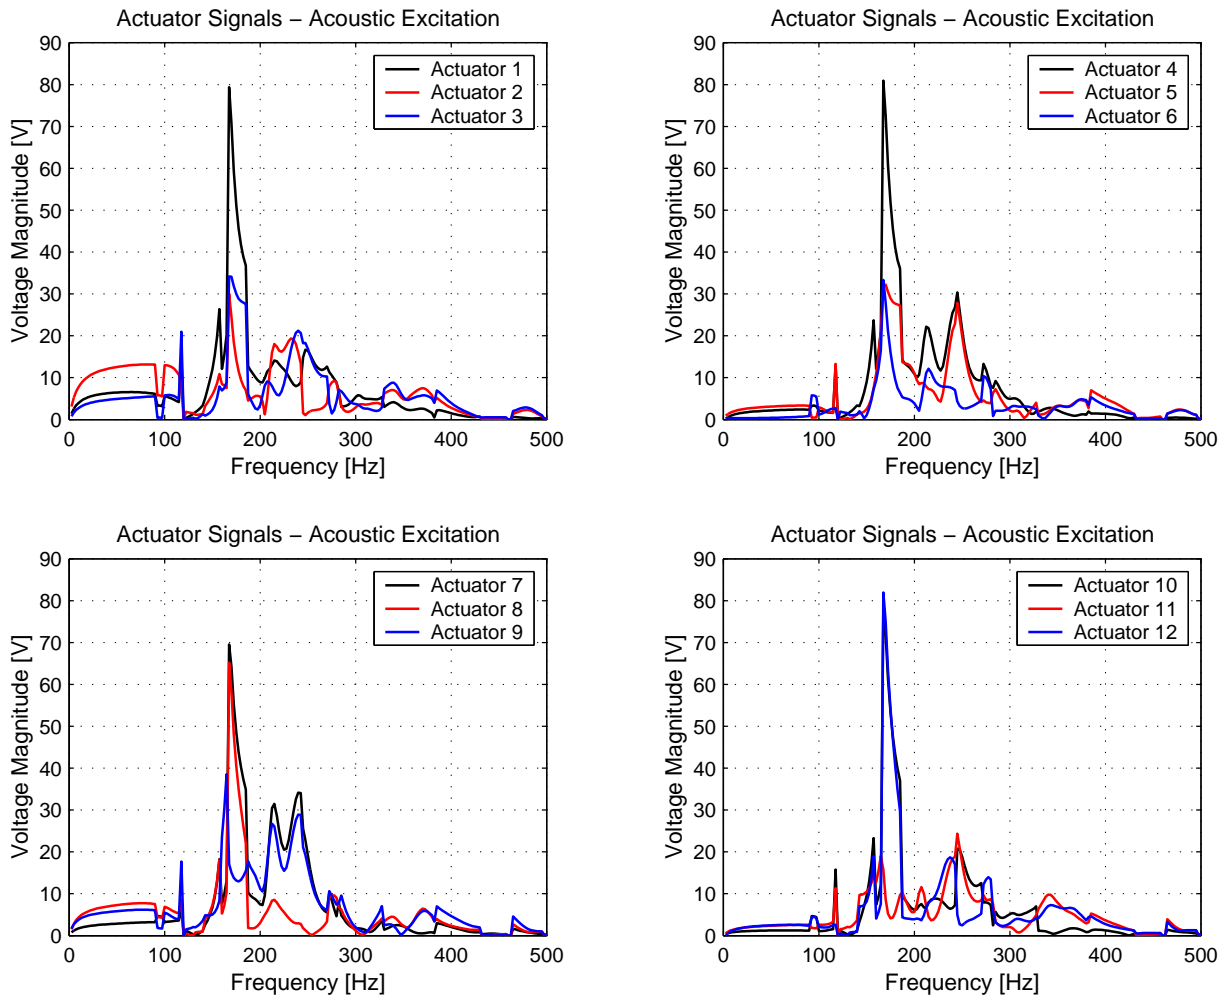 Actuator Signals – Acoustic Excitation
Voltage Magnitude [V]
90
80
70
60
50
40
30
20
10
0
0 100 200 300 400 500
Frequency [Hz]
Actuator 1
Actuator 2
Actuator 3
Actuator Signals – Acoustic Excitation
Voltage Magnitude [V]
90
80
70
60
50
40
30
20
10
0
0 100 200 300 400 500
Frequency [Hz]
Actuator 4
Actuator 5
Actuator 6
Actuator Signals – Acoustic Excitation
Voltage Magnitude [V]
90
80
70
60
50
40
30
20
10
0
0 100 200 300 400 500
Frequency [Hz]
Actuator 7
Actuator 8
Actuator 9
Actuator Signals – Acoustic Excitation
Voltage Magnitude [V]
90
80
70
60
50
40
30
20
10
0
0 100 200 300 400 500
Frequency [Hz]
Actuator 10
Actuator 11
Actuator 12